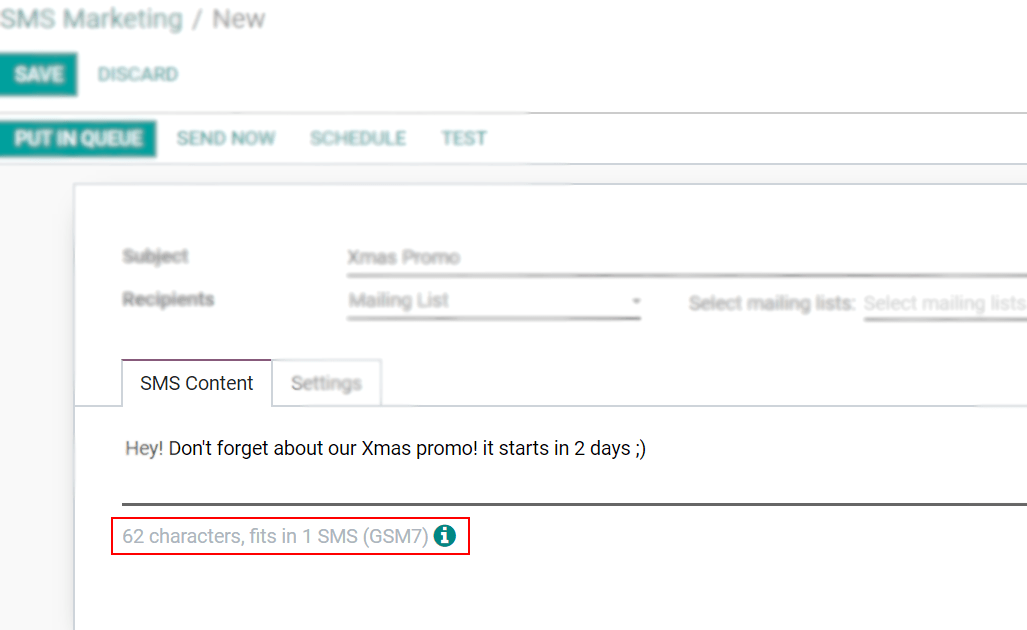 SMS Marketing / New
SAVE DISCARD
PUT IN QUEUE SEND NOW SCHEDULE TEST
Subject Xmas Promo
Recipients Mailing List Select mailing lists: Select mailing lists
SMS Content Settings
Hey! Don't forget about our Xmas promo! it starts in 2 days ;)
62 characters, fits in 1 SMS (GSM7)